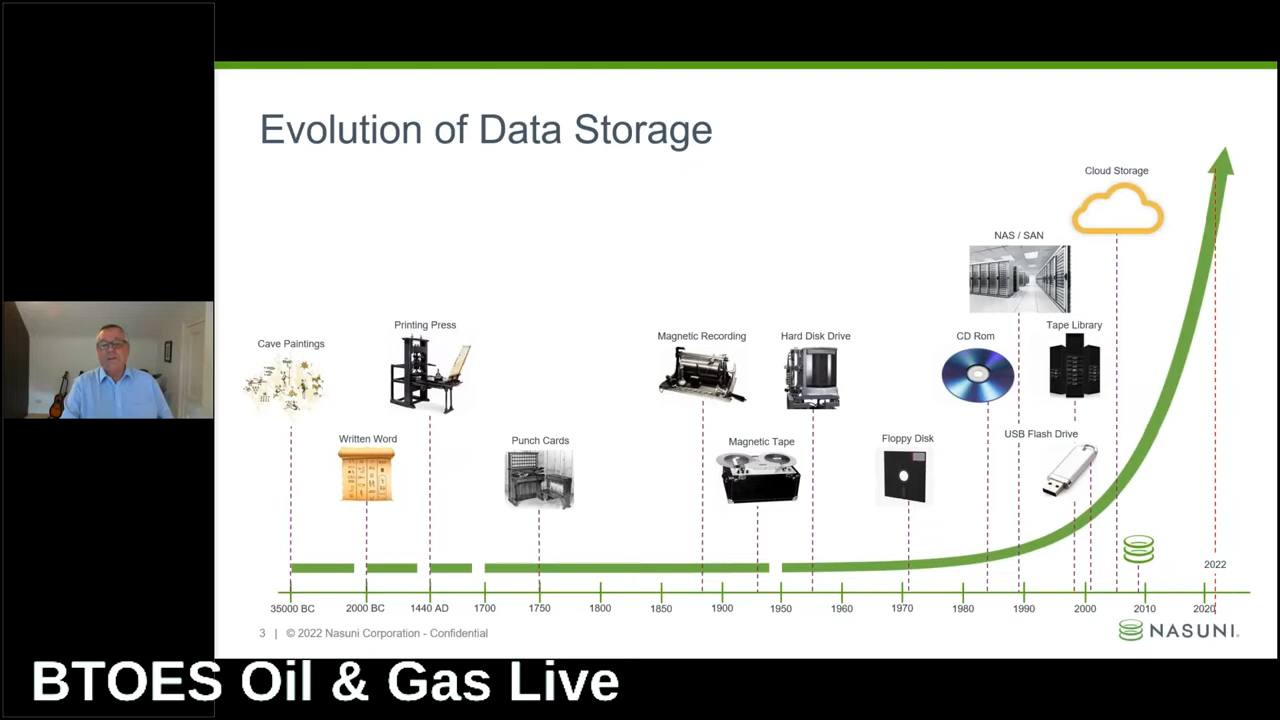 Evolution of Data Storage
Cloud Storage
NAS / SAN
Printing Press
Tape Library
Magnetic Recording
Hard Disk Drive
CD Rom
Cave Paintings
USB Flash Drive
Written Word
Punch Cards
Magnetic Tape
Floppy Disk
2022
35000 BC 2000 BC 1440 AD 1700 1750 1800 1850 1900 1950 1960 1970 1980 1990 2000 2010 2020
3 | © 2022 Nasuni Corporation - Confidential
NASUNI
BTOES Oil & Gas Live